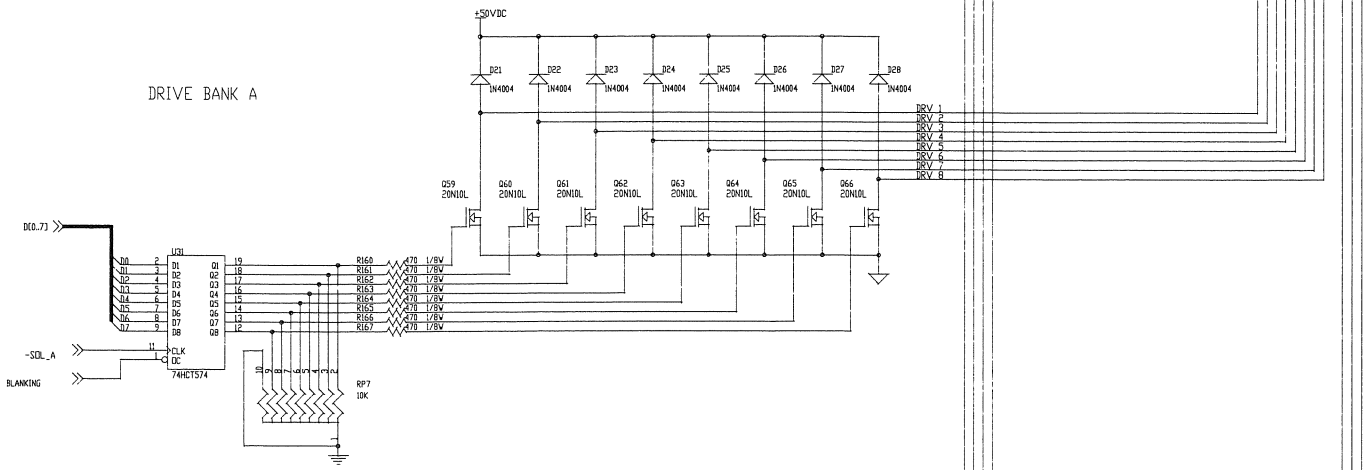 +50VDC
DRIVE BANK A
D21 D22 D23 D24 D25 D26 D27 D28
1N4004 1N4004 1N4004 1N4004 1N4004 1N4004 1N4004 1N4004
DRV 1
DRV 2
DRV 3
DRV 4
DRV 5
DRV 6
DRV 7
DRV 8
Q59 Q60 Q61 Q62 Q63 Q64 Q65 Q66
20N10L 20N10L 20N10L 20N10L 20N10L 20N10L 20N10L 20N10L
D[0..7]
U31
D0 2 D1 Q1 19 R160 470 1/8W
D1 3 D2 Q2 18 R161 470 1/8W
D2 4 D3 Q3 17 R162 470 1/8W
D3 5 D4 Q4 16 R163 470 1/8W
D4 6 D5 Q5 15 R164 470 1/8W
D5 7 D6 Q6 14 R165 470 1/8W
D6 8 D7 Q7 13 R166 470 1/8W
D7 9 D8 Q8 12 R167 470 1/8W
-SOL_A 11 CLK
1 OC
BLANKING
74HCT574
10 9 8 7 6 5 4 3 2
RP7
10K
1